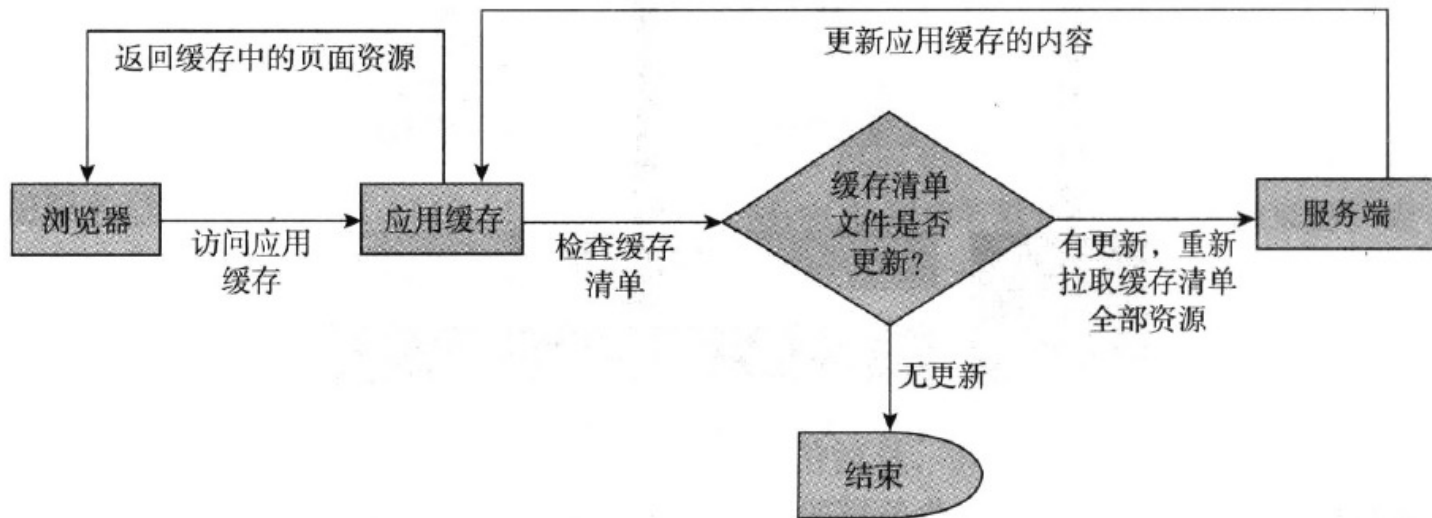 返回缓存中的页面资源
更新应用缓存的内容
浏览器
访问应用
缓存
应用缓存
检查缓存
清单
缓存清单
文件是否
更新?
有更新，重新
拉取缓存清单
全部资源
服务端
无更新
结束